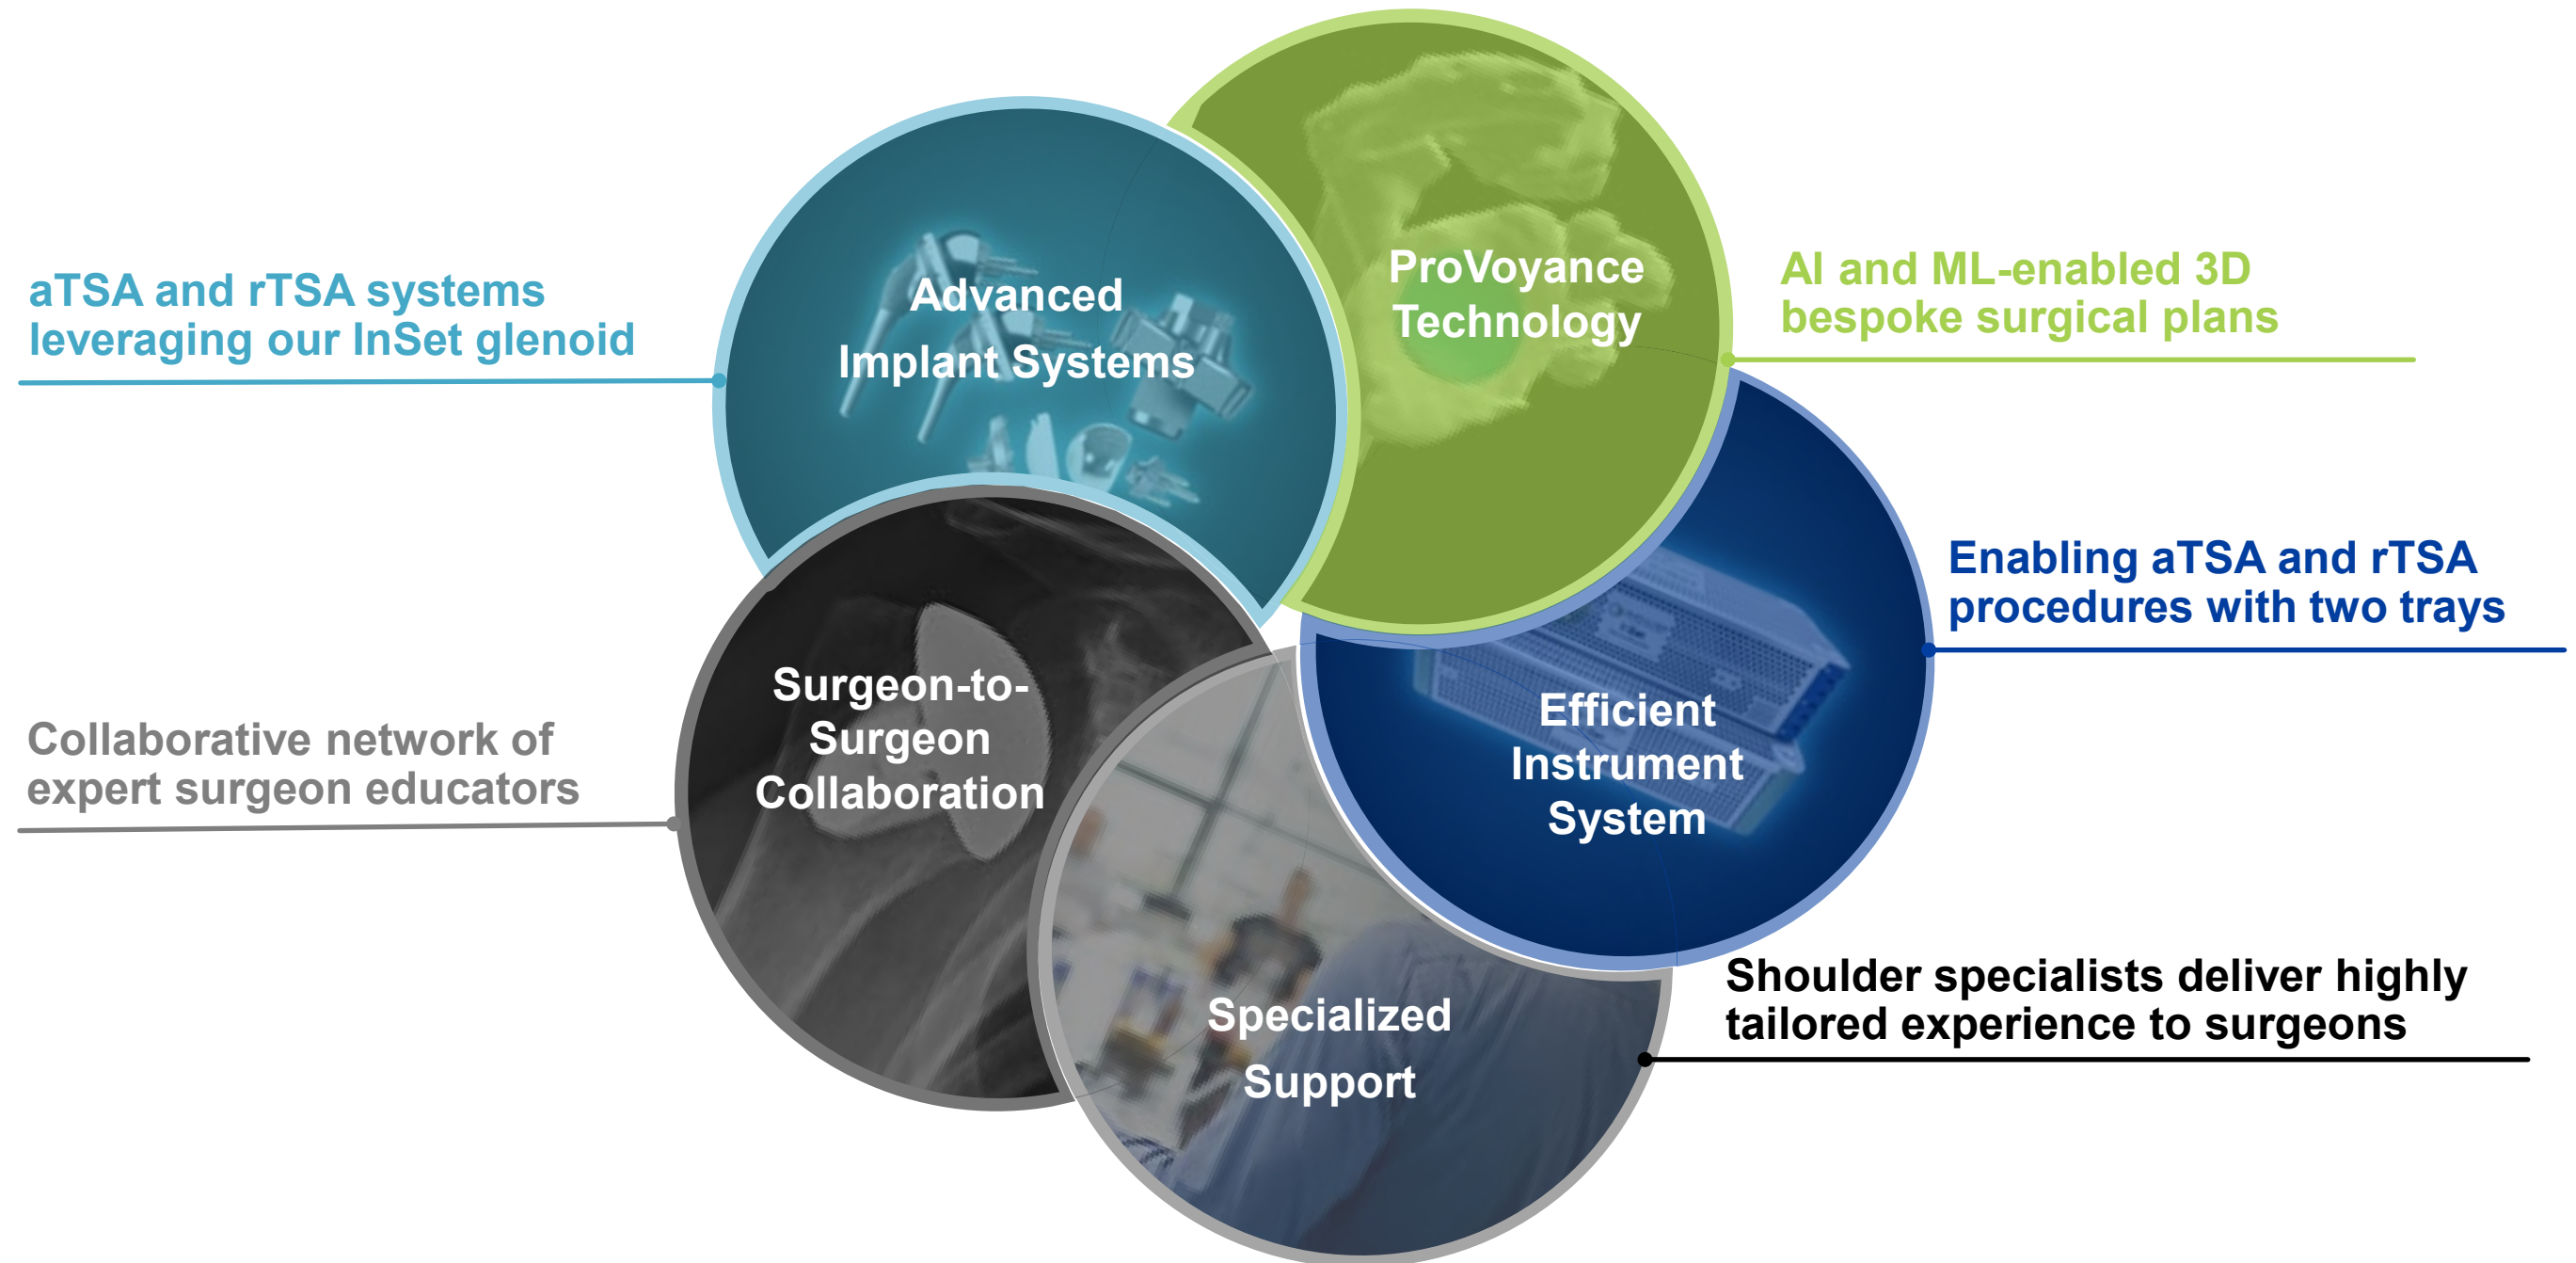 aTSA and rTSA systems
leveraging our InSet glenoid
Advanced
Implant Systems
ProVoyance
Technology
AI and ML-enabled 3D
bespoke surgical plans
Enabling aTSA and rTSA
procedures with two trays
Efficient
Instrument
System
Surgeon-to-
Surgeon
Collaboration
Collaborative network of
expert surgeon educators
Specialized
Support
Shoulder specialists deliver highly
tailored experience to surgeons